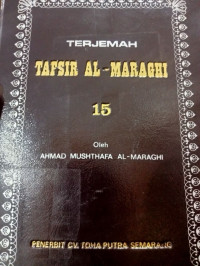 TERJEMAH
TAFSIR AL-MARAGHI
15
Oleh
AHMAD MUSHTHAFA AL-MARAGHI
PENERBIT CV. TOHA PUTRA SEMARANG